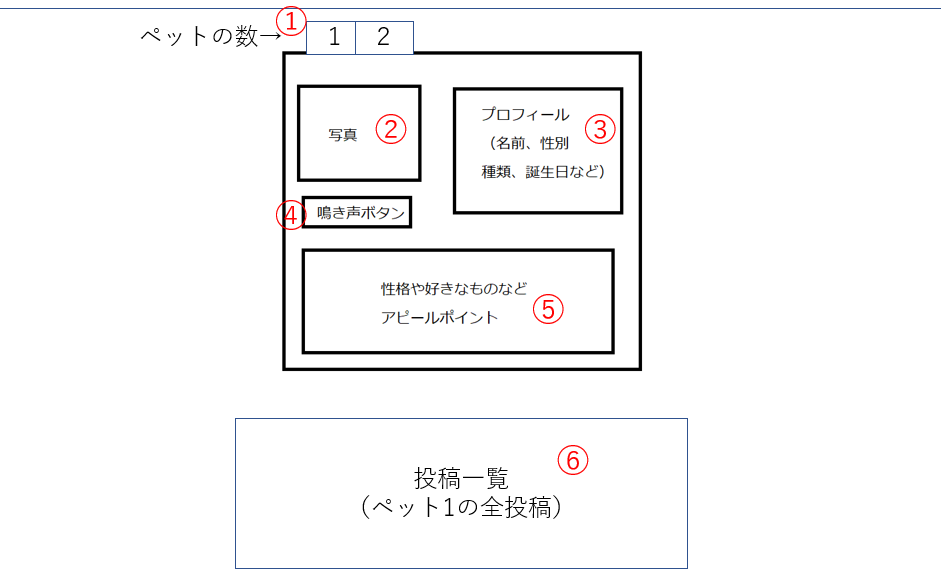 ①
ペットの数→ 1 2
写真 ②
プロフィール ③
（名前、性別
種類、誕生日など）
④ 鳴き声ボタン
性格や好きなものなど
アピールポイント ⑤
⑥
投稿一覧
（ペット1の全投稿）